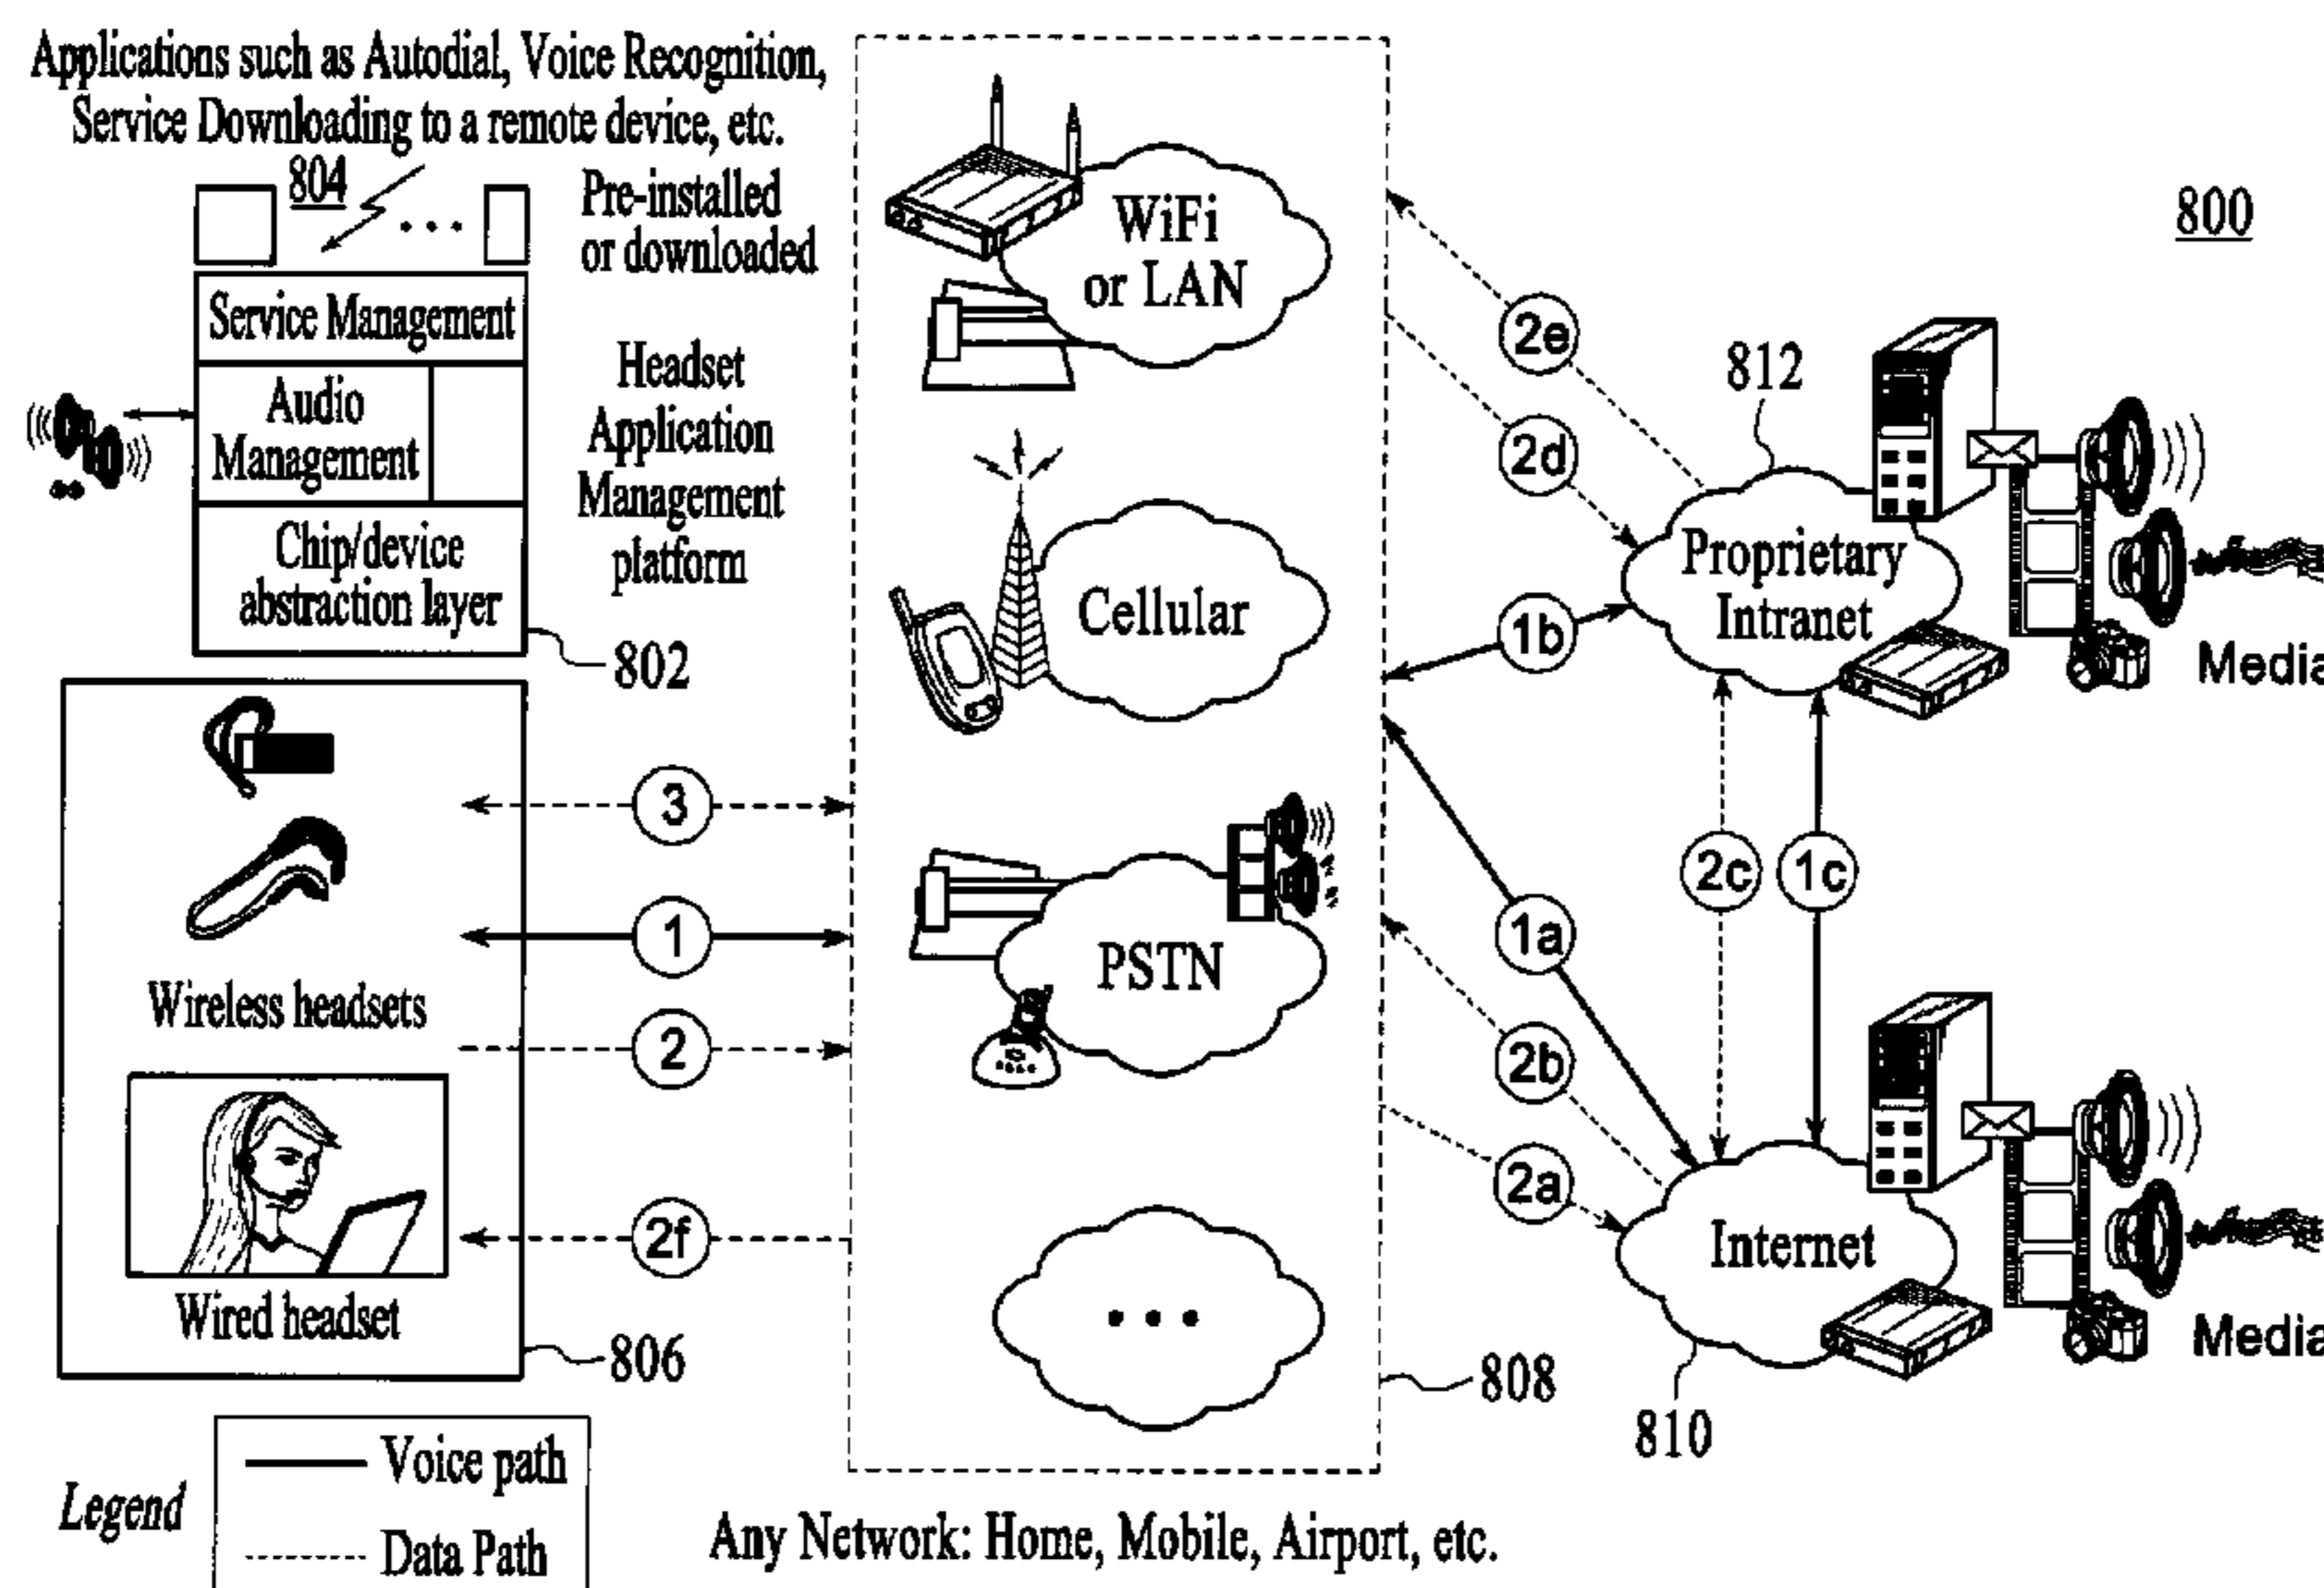 Applications such as Autodial, Voice Recognition,
Service Downloading to a remote device, etc.
804
Pre-installed
or downloaded
Service Management
Audio
Management
Chip/device
abstraction layer
Headset
Application
Management
platform
802
Wireless headsets
Wired headset
806
3
1
2
2f
WiFi
or LAN
Cellular
PSTN
808
2e
2d
1b
1a
2b
2a
2c
1c
800
812
Proprietary
Intranet
Media
Internet
Media
810
Legend
Voice path
Data Path
Any Network: Home, Mobile, Airport, etc.